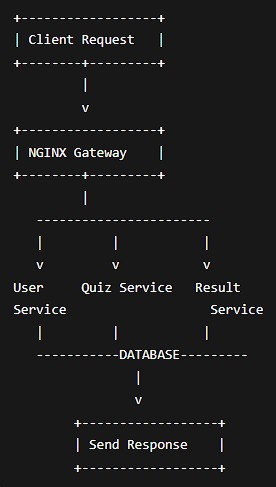 +------------------+
| Client Request   |
+--------+---------+
         |
         v
+------------------+
| NGINX Gateway    |
+--------+---------+
         |
   -----------------------
   |         |           |
   v         v           v
User     Quiz Service   Result
Service                   Service
   |         |           |
   -----------DATABASE---------
                |
                v
        +------------------+
        | Send Response    |
        +------------------+